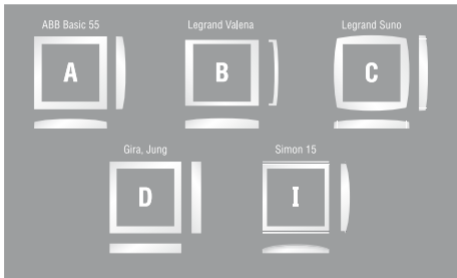 ABB Basic 55
Legrand Valena
Legrand Suno
A
B
C
Gira, Jung
Simon 15
D
I